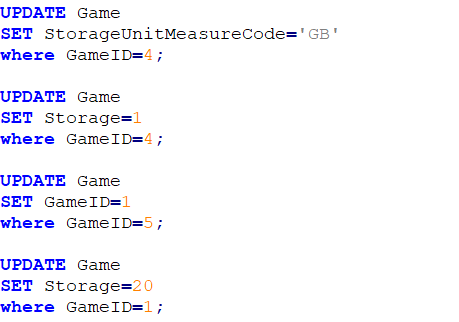 UPDATE Game
SET StorageUnitMeasureCode='GB'
where GameID=4;
UPDATE Game
SET Storage=1
where GameID=4;
UPDATE Game
SET GameID=1
where GameID=5;
UPDATE Game
SET Storage=20
where GameID=1;